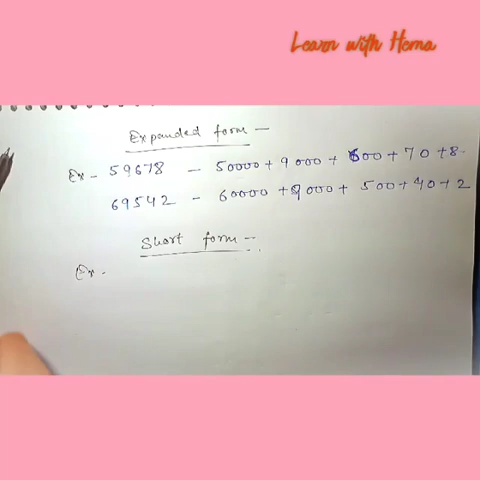 Learn with Hema
Expanded form -
Ex - 59678 - 50000 + 9000 + 600 + 70 + 8.
69542 - 60000 + 9000 + 500 + 40 + 2
Short form -
Ex.